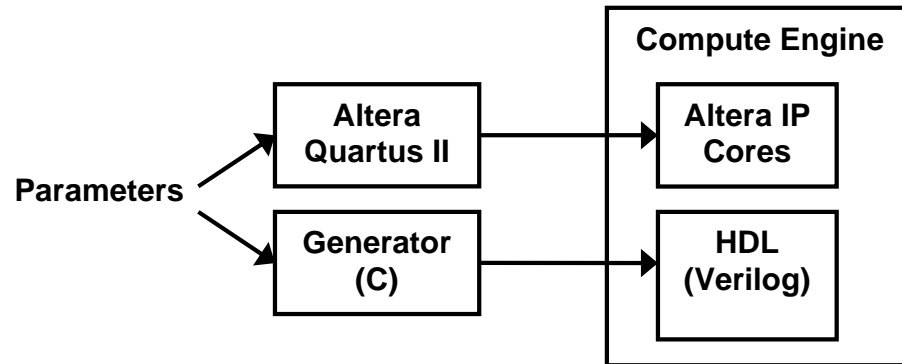 Compute Engine
Altera
Quartus II
Altera IP
Cores
Parameters
Generator
(C)
HDL
(Verilog)